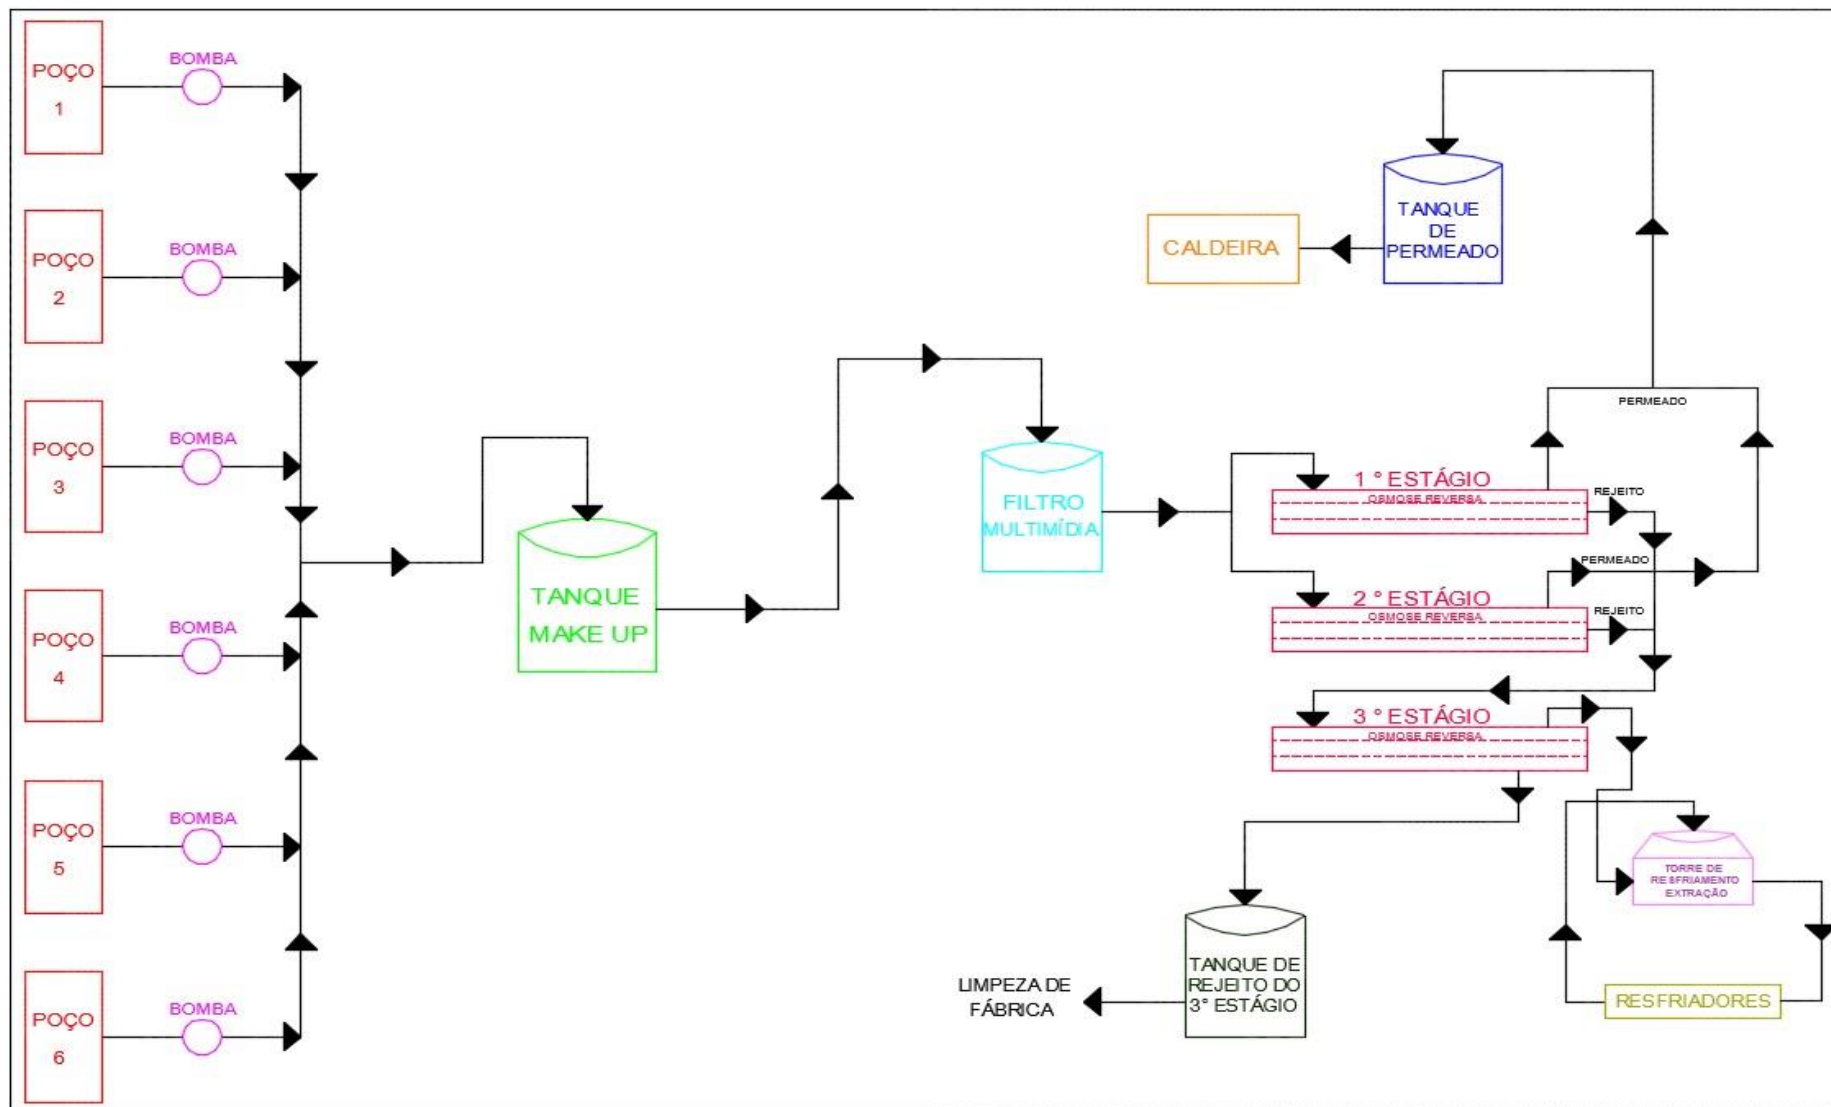 POÇO
1
BOMBA
POÇO
2
BOMBA
POÇO
3
BOMBA
POÇO
4
BOMBA
POÇO
5
BOMBA
POÇO
6
BOMBA
TANQUE
MAKE UP
FILTRO
MULTIMÍDIA
CALDEIRA
TANQUE
DE
PERMEADO
PERMEADO
1 ° ESTÁGIO
OSMOSE REVERSA
REJEITO
PERMEADO
2 ° ESTÁGIO
OSMOSE REVERSA
REJEITO
3 ° ESTÁGIO
OSMOSE REVERSA
TORRE DE
RESFRIAMENTO
EXTRAÇÃO
RESFRIADORES
TANQUE DE
REJEITO DO
3° ESTÁGIO
LIMPEZA DE
FÁBRICA